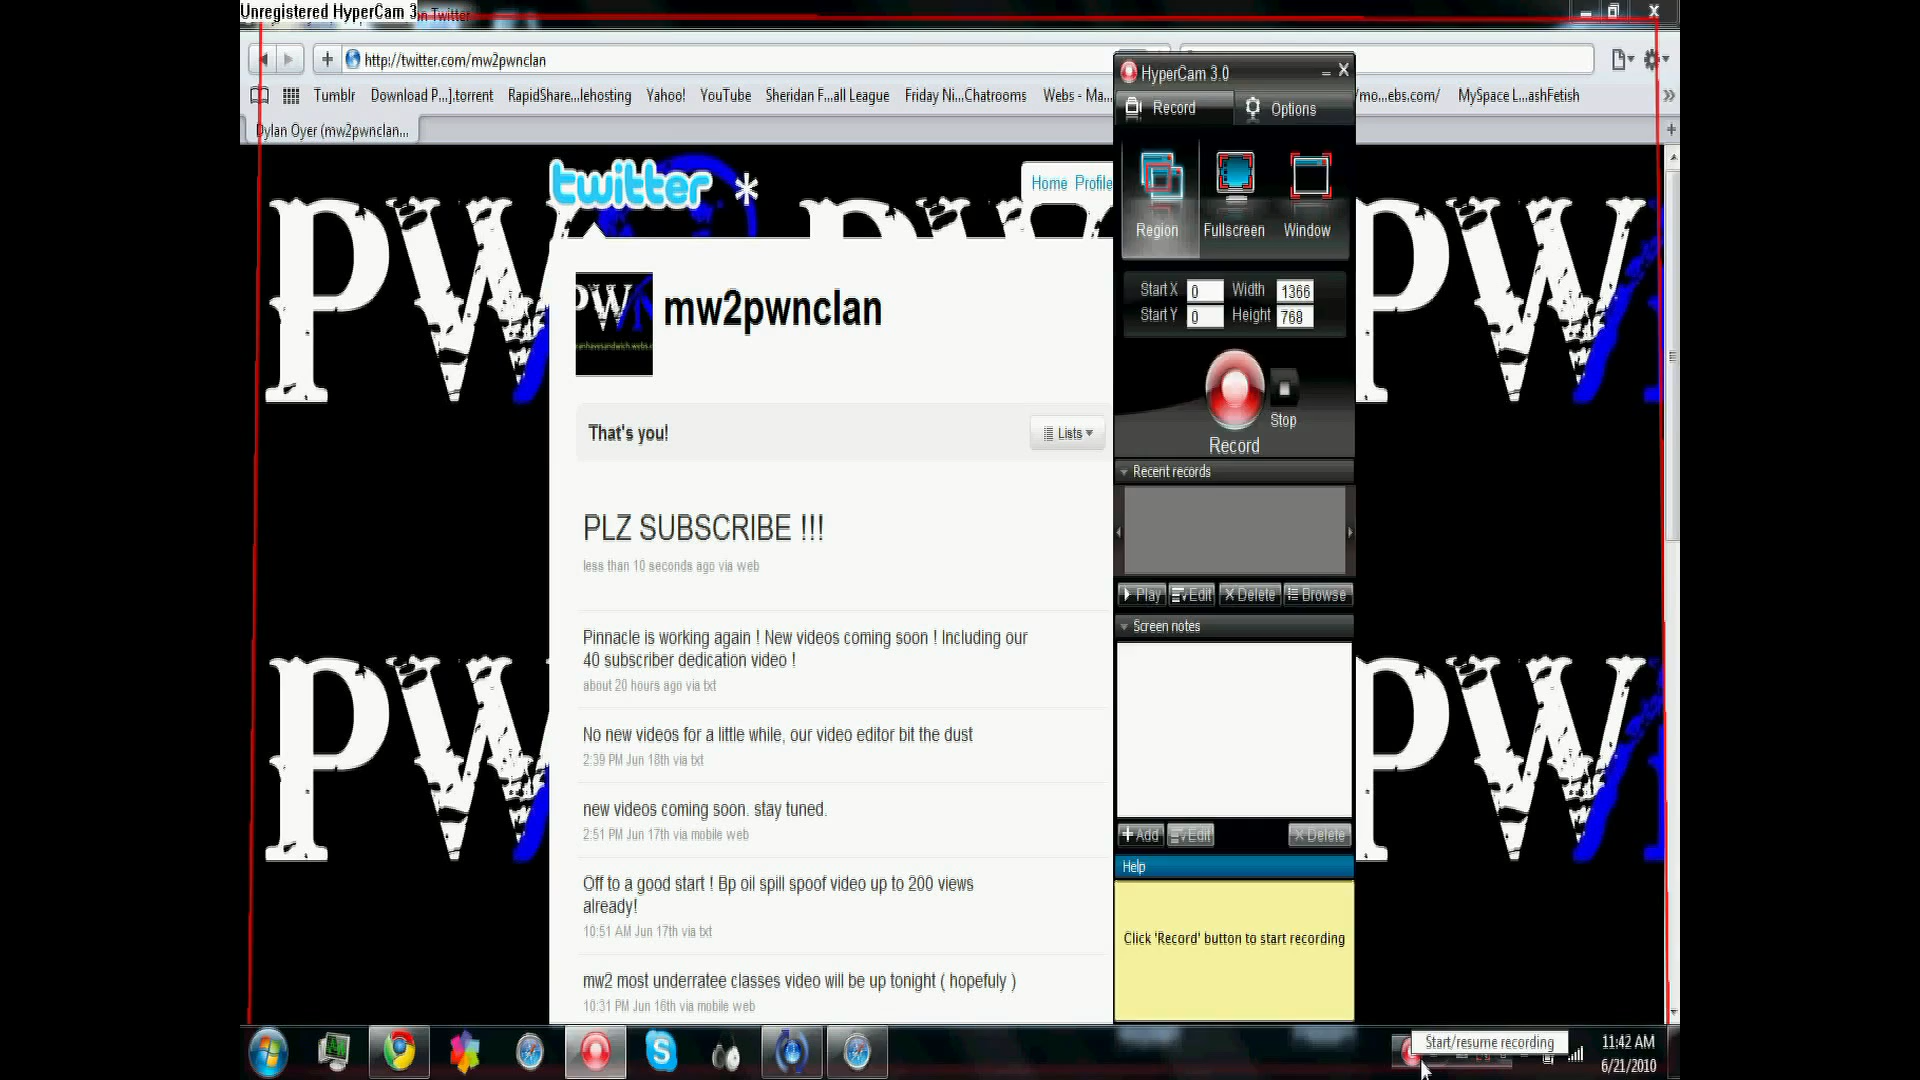 Unregistered HyperCam 3
n Twitter
http://twitter.com/mw2pwnclan
Tumblr Download P...].torrent RapidShare...lehosting Yahoo! YouTube Sheridan F...all League Friday Ni...Chatrooms Webs - Ma... /mo...ebs.com/ MySpace L...ashFetish
Dylan Oyer (mw2pwnclan...
twitter *
Home Profile
PW
mw2pwnclan
That's you!
Lists
PLZ SUBSCRIBE !!!
less than 10 seconds ago via web
Pinnacle is working again ! New videos coming soon ! Including our
40 subscriber dedication video !
about 20 hours ago via txt
No new videos for a little while, our video editor bit the dust
2:39 PM Jun 18th via txt
new videos coming soon. stay tuned.
2:51 PM Jun 17th via mobile web
Off to a good start ! Bp oil spill spoof video up to 200 views
already!
10:51 AM Jun 17th via txt
mw2 most underratee classes video will be up tonight ( hopefuly )
10:31 PM Jun 16th via mobile web
HyperCam 3.0
Record Options
Region Fullscreen Window
Start X 0 Width 1366
Start Y 0 Height 768
Stop
Record
Recent records
Play Edit X Delete Browse
Screen notes
+ Add Edit X Delete
Help
Click 'Record' button to start recording
PW
PW
PW
PW
Start/resume recording
11:42 AM
6/21/2010